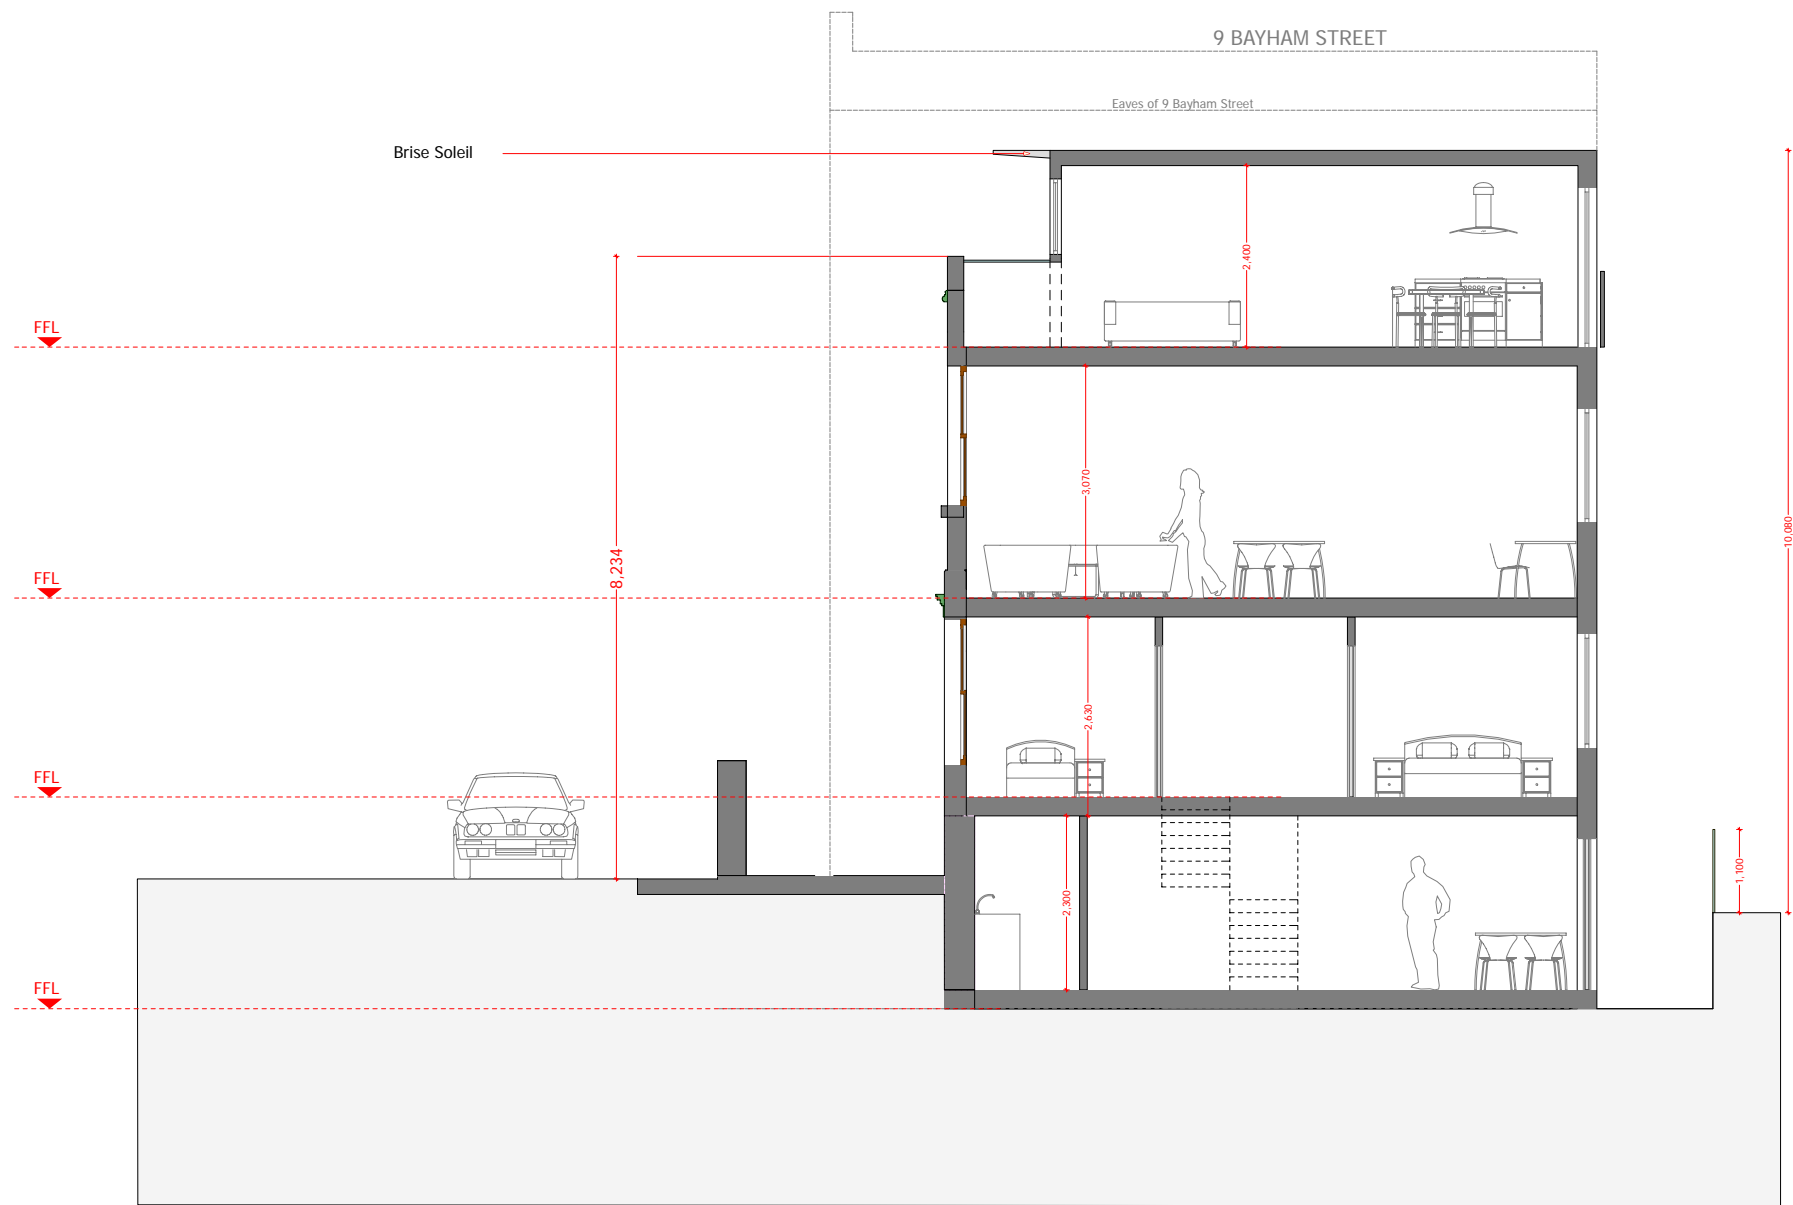 9 BAYHAM STREET
Eaves of 9 Bayham Street
Brise Soleil
2,400
FFL
3,070
10,080
8,234
FFL
2,630
FFL
1,100
2,300
FFL